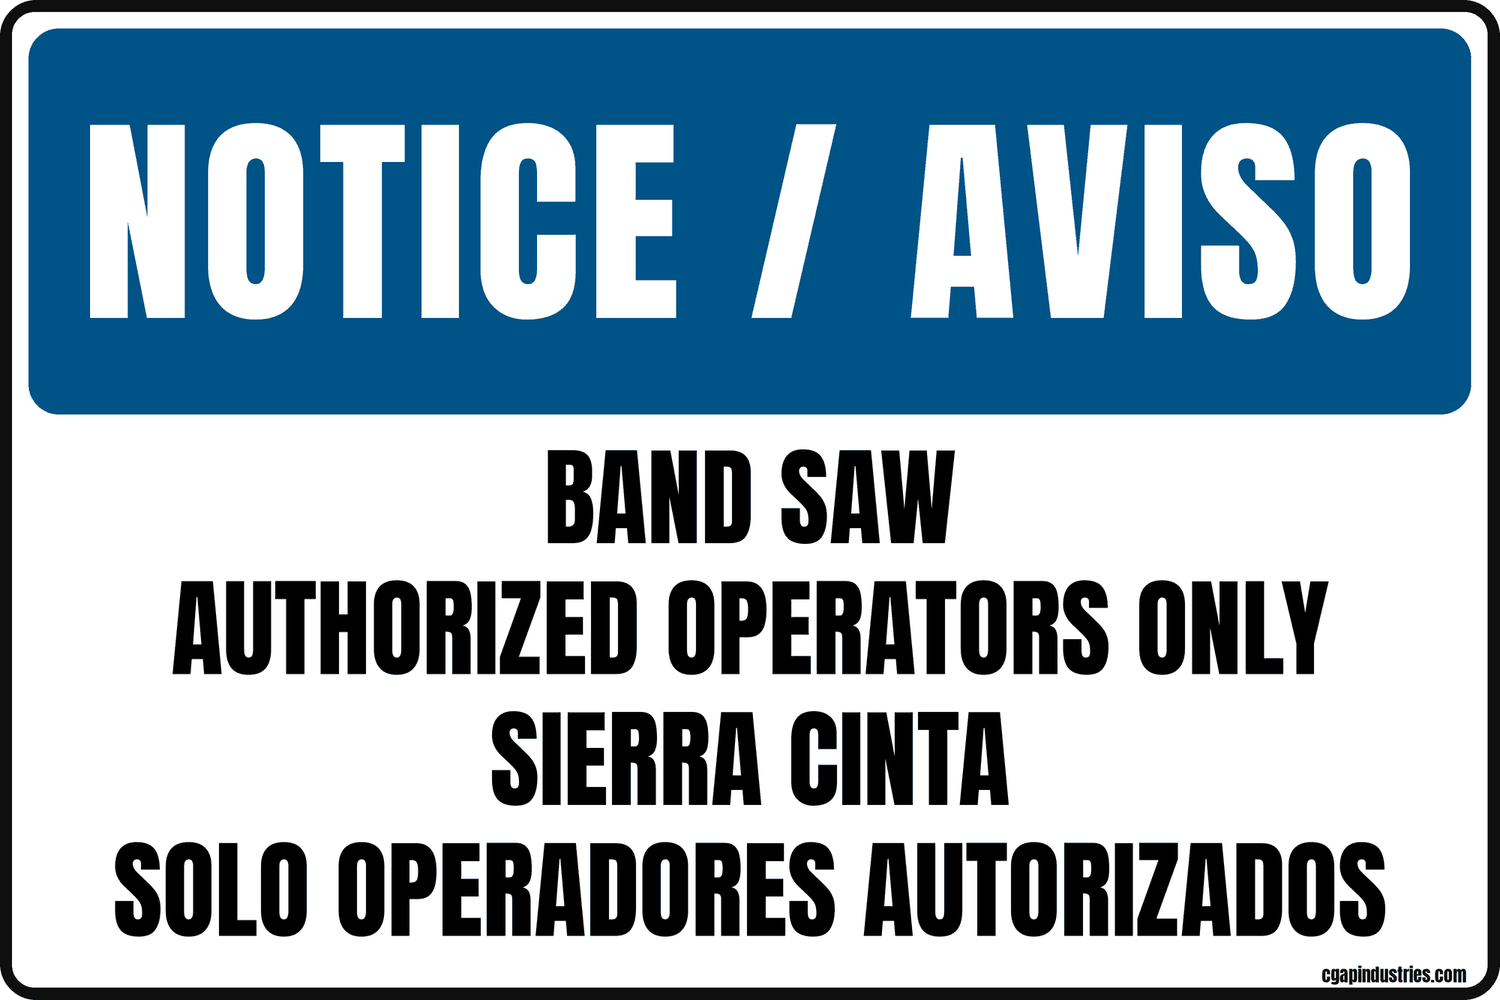 NOTICE / AVISO
BAND SAW
AUTHORIZED OPERATORS ONLY
SIERRA CINTA
SOLO OPERADORES AUTORIZADOS
cgapindustries.com